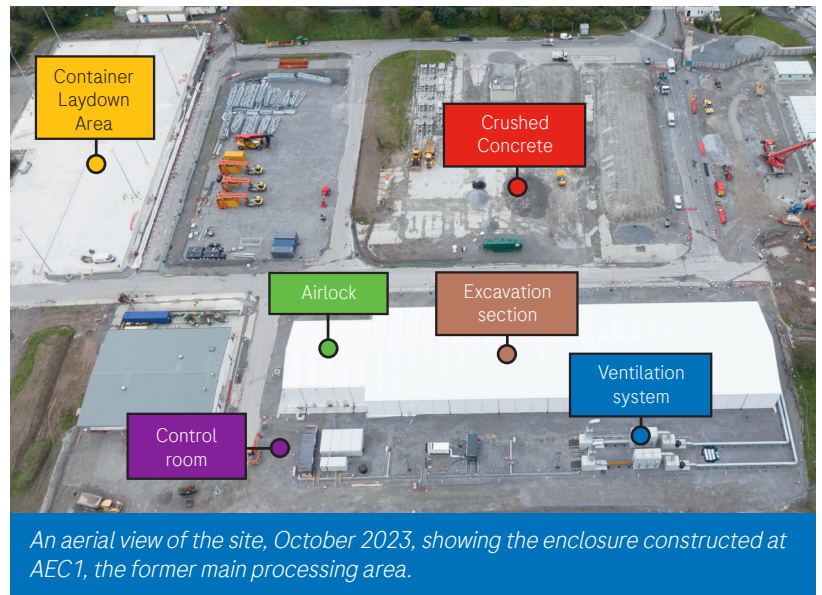 Container
Laydown
Area
Crushed
Concrete
Airlock
Excavation
section
Ventilation
system
Control
room
An aerial view of the site, October 2023, showing the enclosure constructed at
AEC1, the former main processing area.